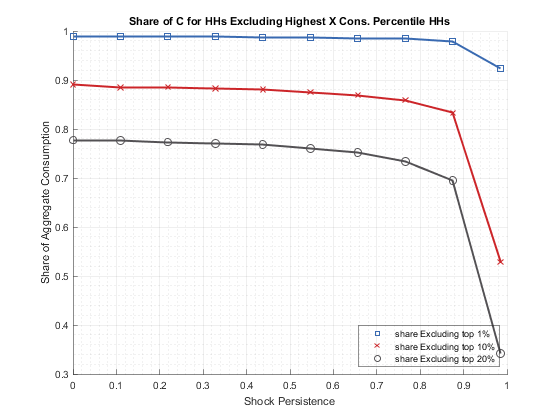 Share of C for HHs Excluding Highest X Cons. Percentile HHs
1
0.9
0.8
0.7
0.6
0.5
0.4
0.3
Share of Aggregate Consumption
share Excluding top 1%
share Excluding top 10%
share Excluding top 20%
0 0.1 0.2 0.3 0.4 0.5 0.6 0.7 0.8 0.9 1
Shock Persistence